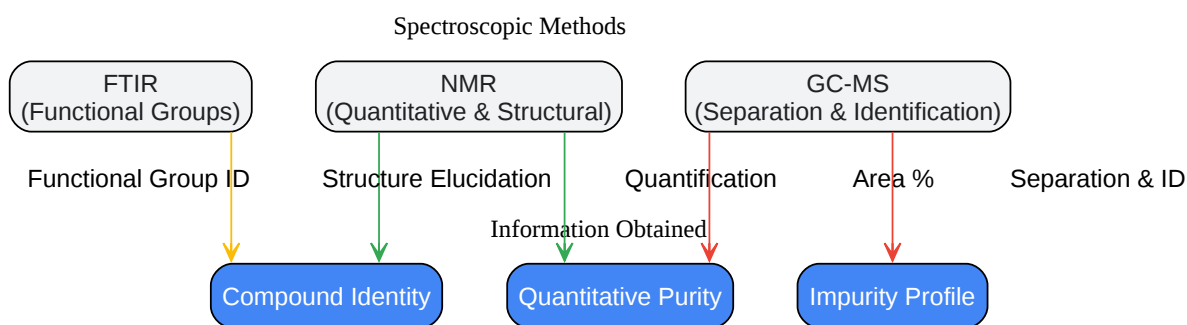 Spectroscopic Methods
FTIR
(Functional Groups)
NMR
(Quantitative & Structural)
GC-MS
(Separation & Identification)
Functional Group ID
Structure Elucidation
Quantification
Area %
Separation & ID
Information Obtained
Compound Identity
Quantitative Purity
Impurity Profile